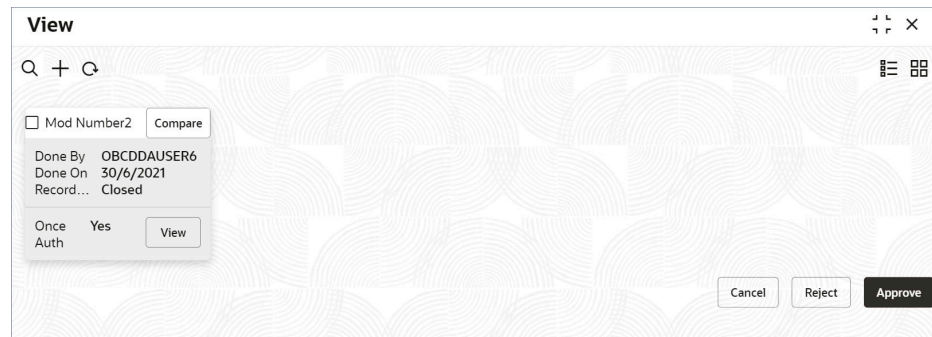 View
Mod Number2 Compare
Done By OBCDDAUSER6
Done On 30/6/2021
Record... Closed
Once Auth Yes View
Cancel Reject Approve